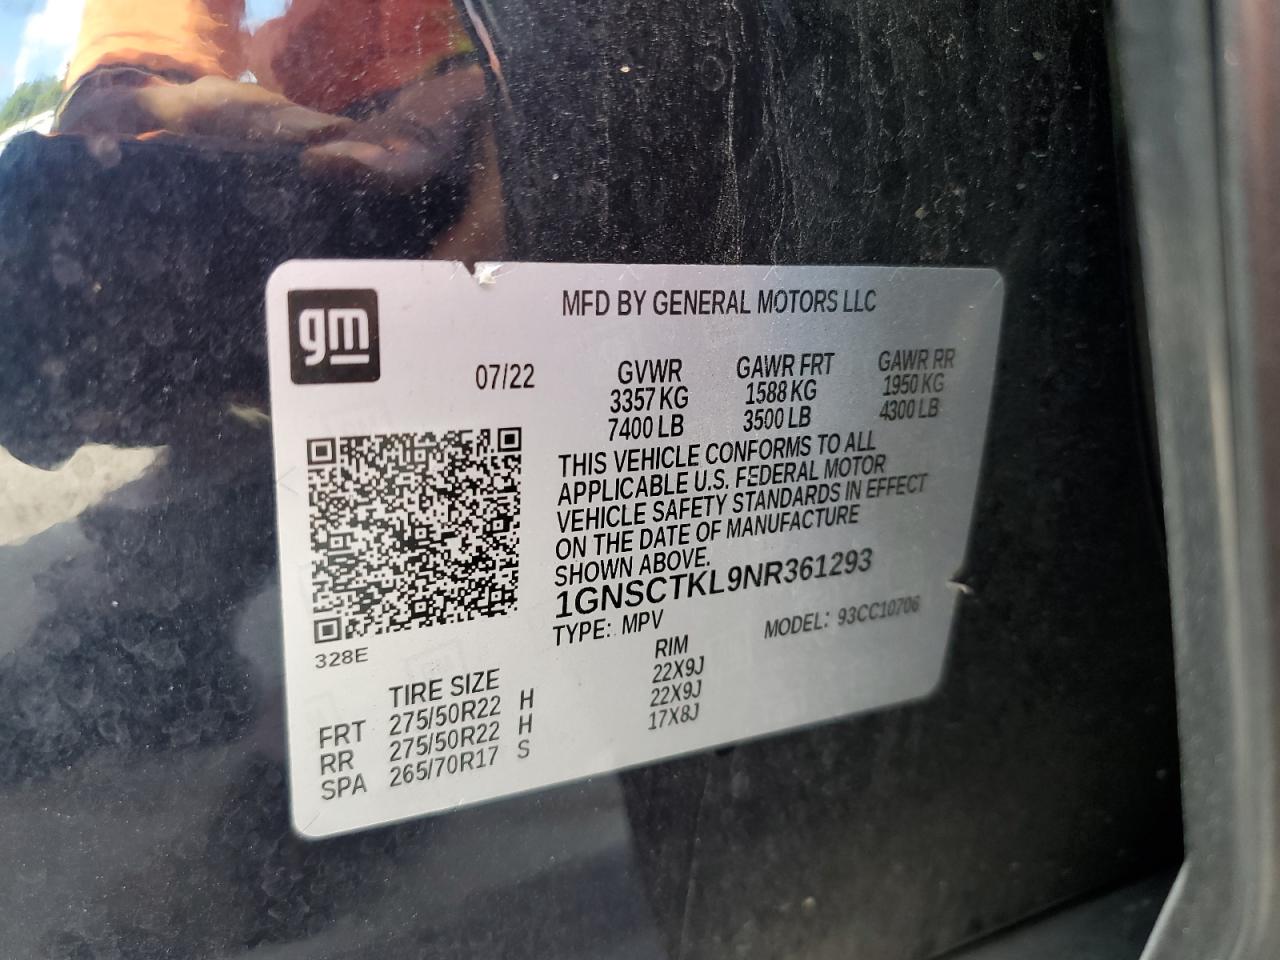 gm
MFD BY GENERAL MOTORS LLC
07/22
GVWR GAWR FRT GAWR RR
3357 KG 1588 KG 1950 KG
7400 LB 3500 LB 4300 LB
THIS VEHICLE CONFORMS TO ALL
APPLICABLE U.S. FEDERAL MOTOR
VEHICLE SAFETY STANDARDS IN EFFECT
ON THE DATE OF MANUFACTURE
SHOWN ABOVE.
1GNSCTKL9NR361293
TYPE: MPV MODEL: 93CC10706
328E
TIRE SIZE RIM
FRT 275/50R22 H 22X9J
RR 275/50R22 H 22X9J
SPA 265/70R17 S 17X8J